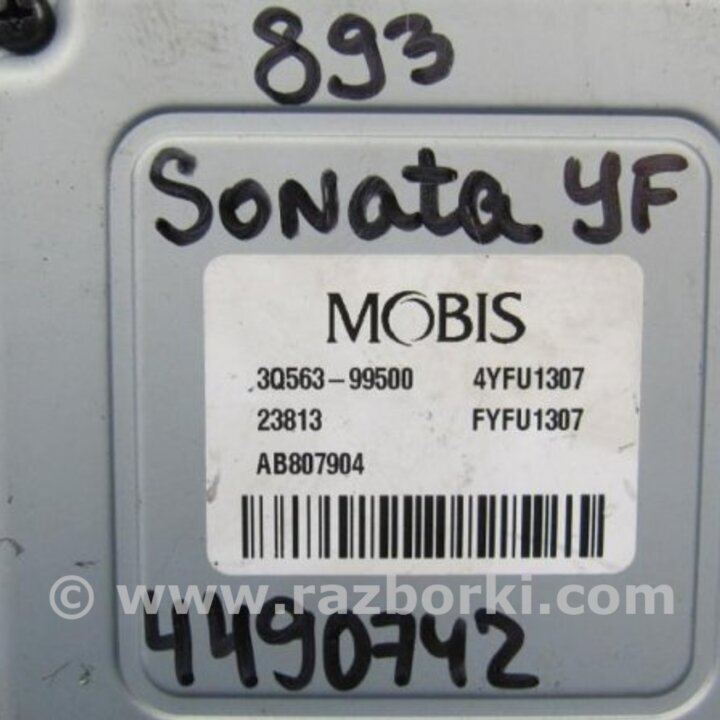 893
Sonata YF
MOBIS
3Q563-99500 4YFU1307
23813 FYFU1307
AB807904
© www.razborki.com
4490742